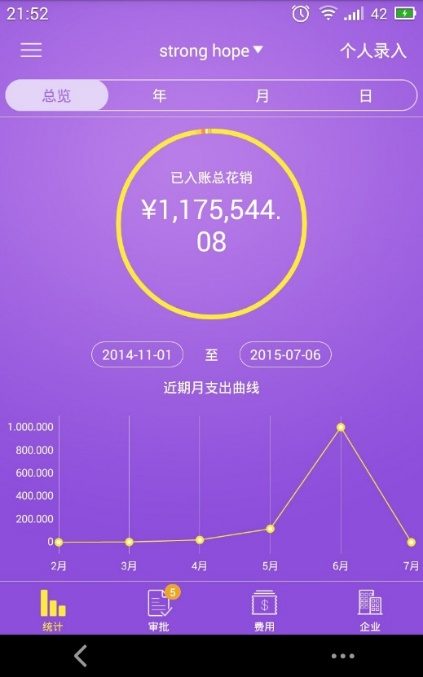 21:52
42
strong hope
个人录入
总览
年
月
日
已入账总花销
¥1,175,544.
08
2014-11-01 至 2015-07-06
近期月支出曲线
1.000.000
800.000
600.000
400.000
200.000
0
2月 3月 4月 5月 6月 7月
5
统计 审批 费用 企业